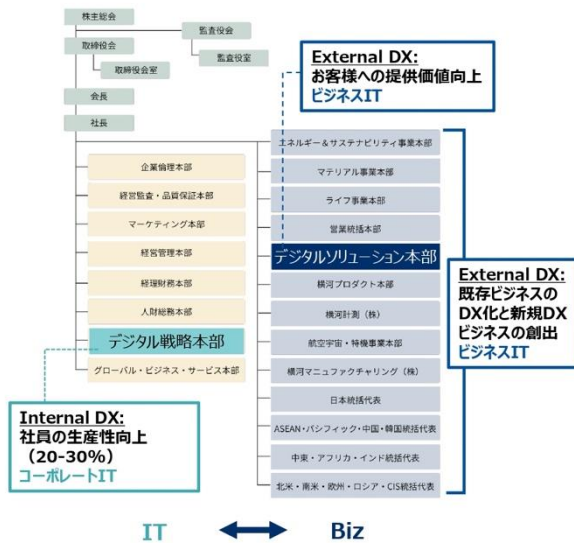 株主総会
監査役会
取締役会
監査役室
取締役会室
会長
社長
企業倫理本部
経営監査・品質保証本部
マーケティング本部
経営管理本部
経理財務本部
人財総務本部
デジタル戦略本部
グローバル・ビジネス・サービス本部
エネルギー＆サステナビリティ事業本部
マテリアル事業本部
ライフ事業本部
営業統括本部
デジタルソリューション本部
横河プロダクト本部
横河計測（株）
航空宇宙・特機事業本部
横河マニュファクチャリング（株）
日本統括代表
ASEAN・パシフィック・中国・韓国統括代表
中東・アフリカ・インド統括代表
北米・南米・欧州・ロシア・CIS統括代表
External DX:
お客様への提供価値向上
ビジネスIT
External DX:
既存ビジネスの
DX化と新規DX
ビジネスの創出
ビジネスIT
Internal DX:
社員の生産性向上
（20-30%）
コーポレートIT
IT
Biz